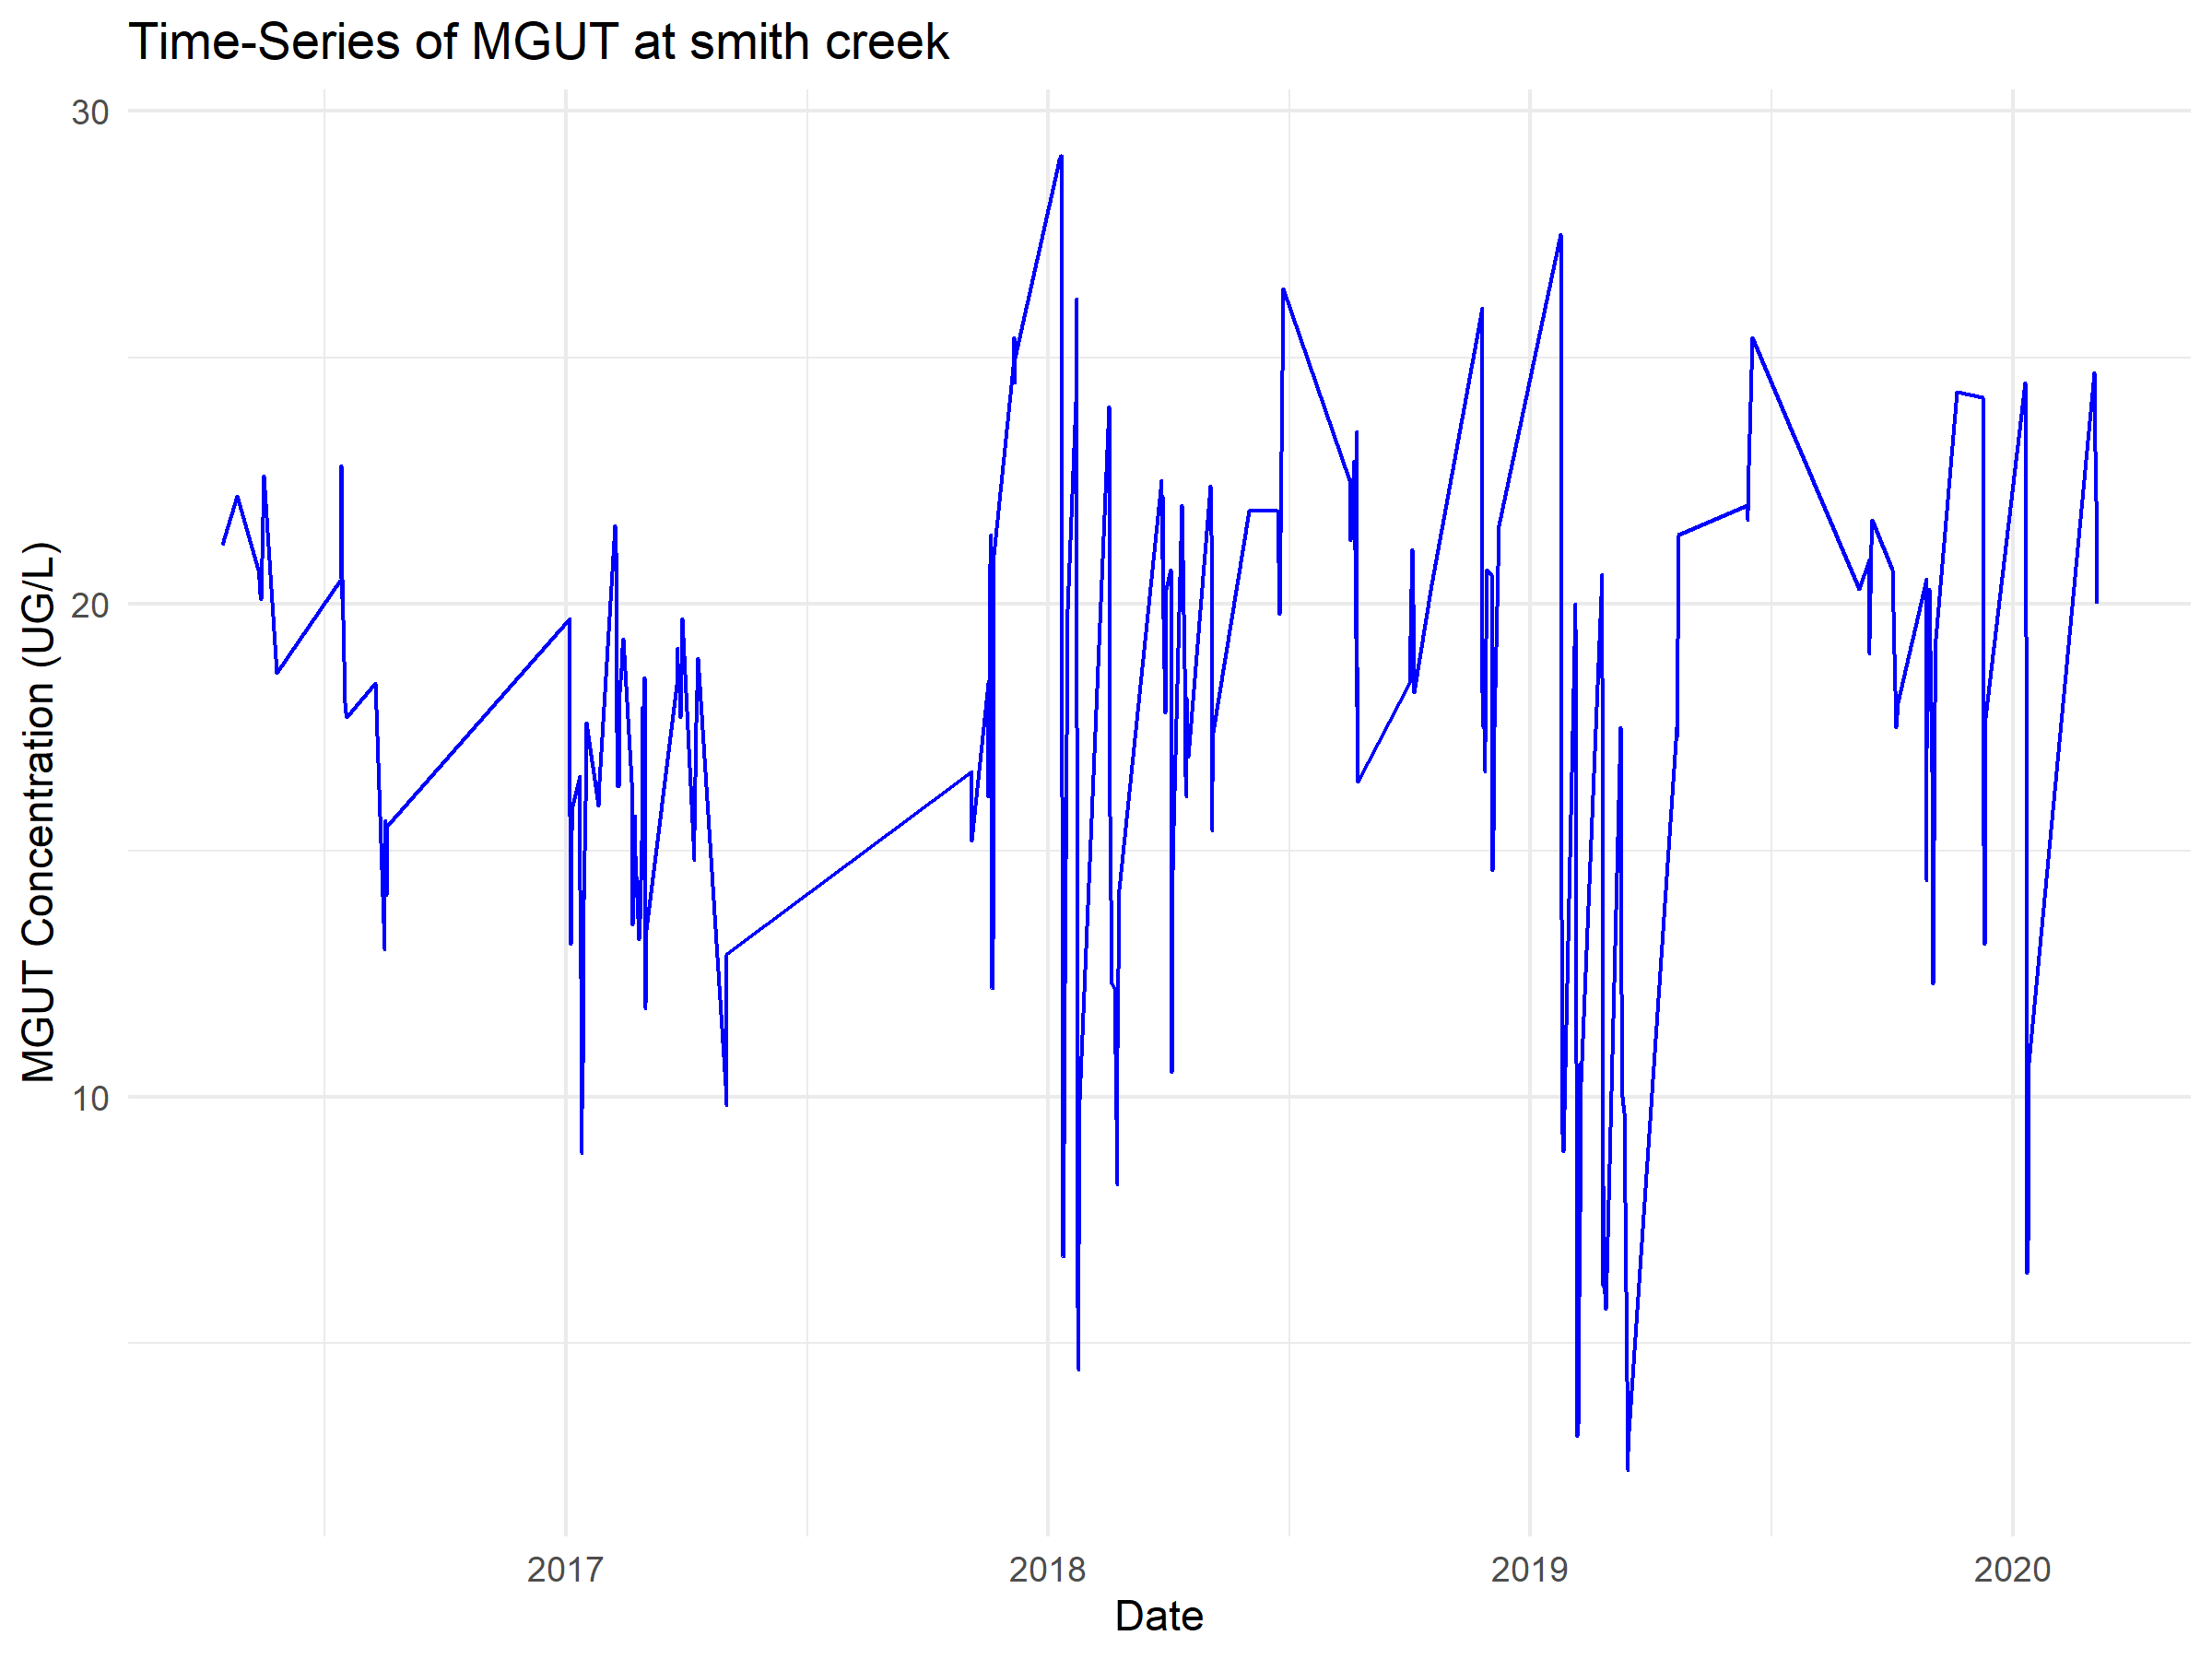 Time-Series of MGUT at smith creek
30
20
10
MGUT Concentration (UG/L)
2017
2018
2019
2020
Date